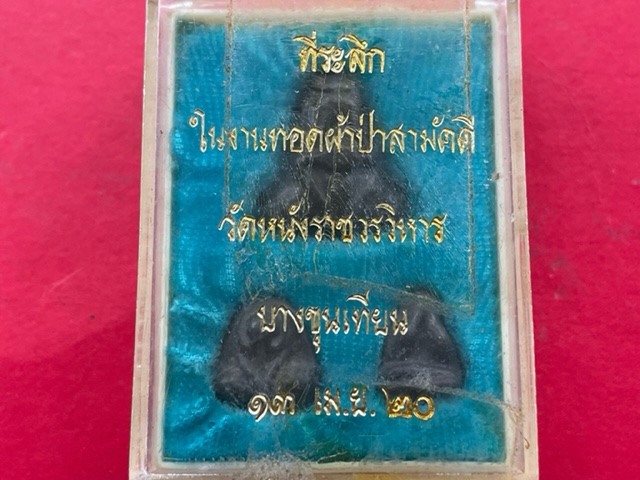 ที่ระลึก
ในงานทอดผ้าป่าสามัคคี
วัดหนังราชวรวิหาร
บางขุนเทียน
๑๓ เม.ย. ๒๐